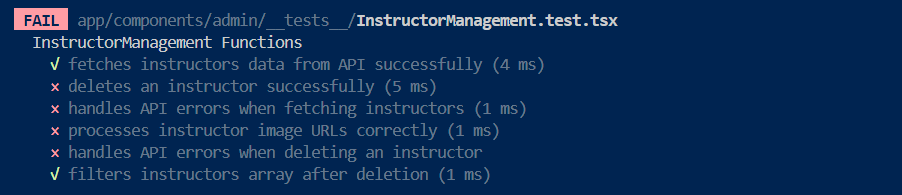 FAIL app/components/admin/__tests__/InstructorManagement.test.tsx
InstructorManagement Functions
√ fetches instructors data from API successfully (4 ms)
× deletes an instructor successfully (5 ms)
× handles API errors when fetching instructors (1 ms)
× processes instructor image URLs correctly (1 ms)
× handles API errors when deleting an instructor
√ filters instructors array after deletion (1 ms)